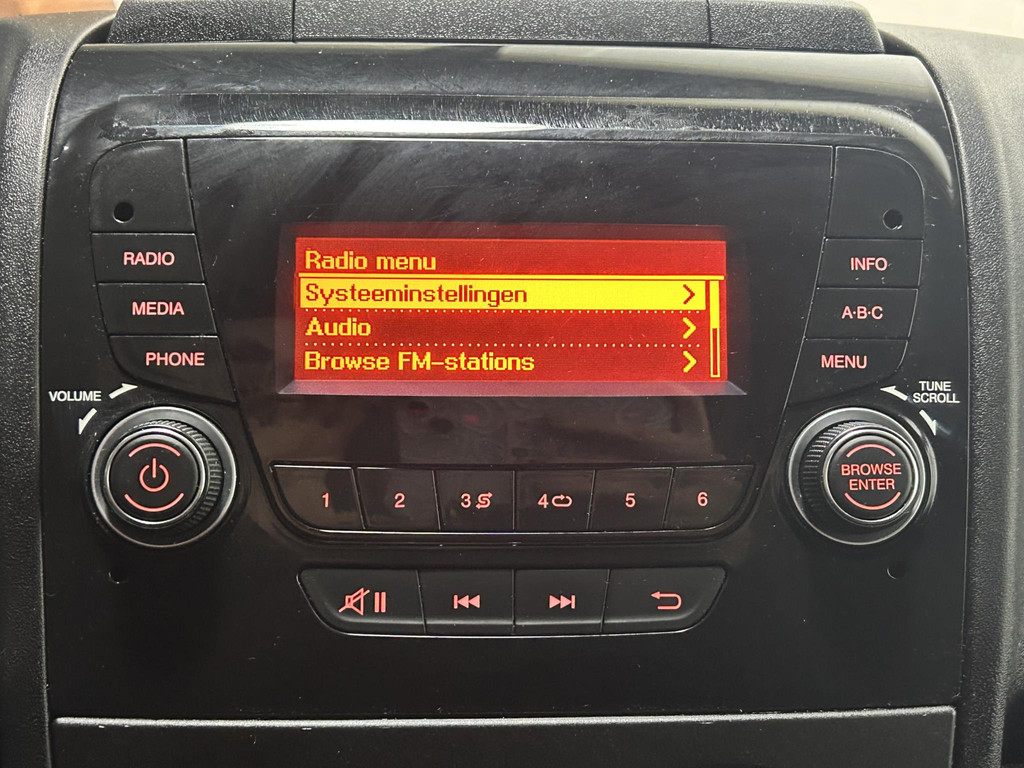 Radio menu
Systeeminstellingen
Audio
Browse FM-stations
RADIO
MEDIA
PHONE
INFO
A·B·C
MENU
VOLUME
TUNE
SCROLL
BROWSE
ENTER
1
2
3
4
5
6